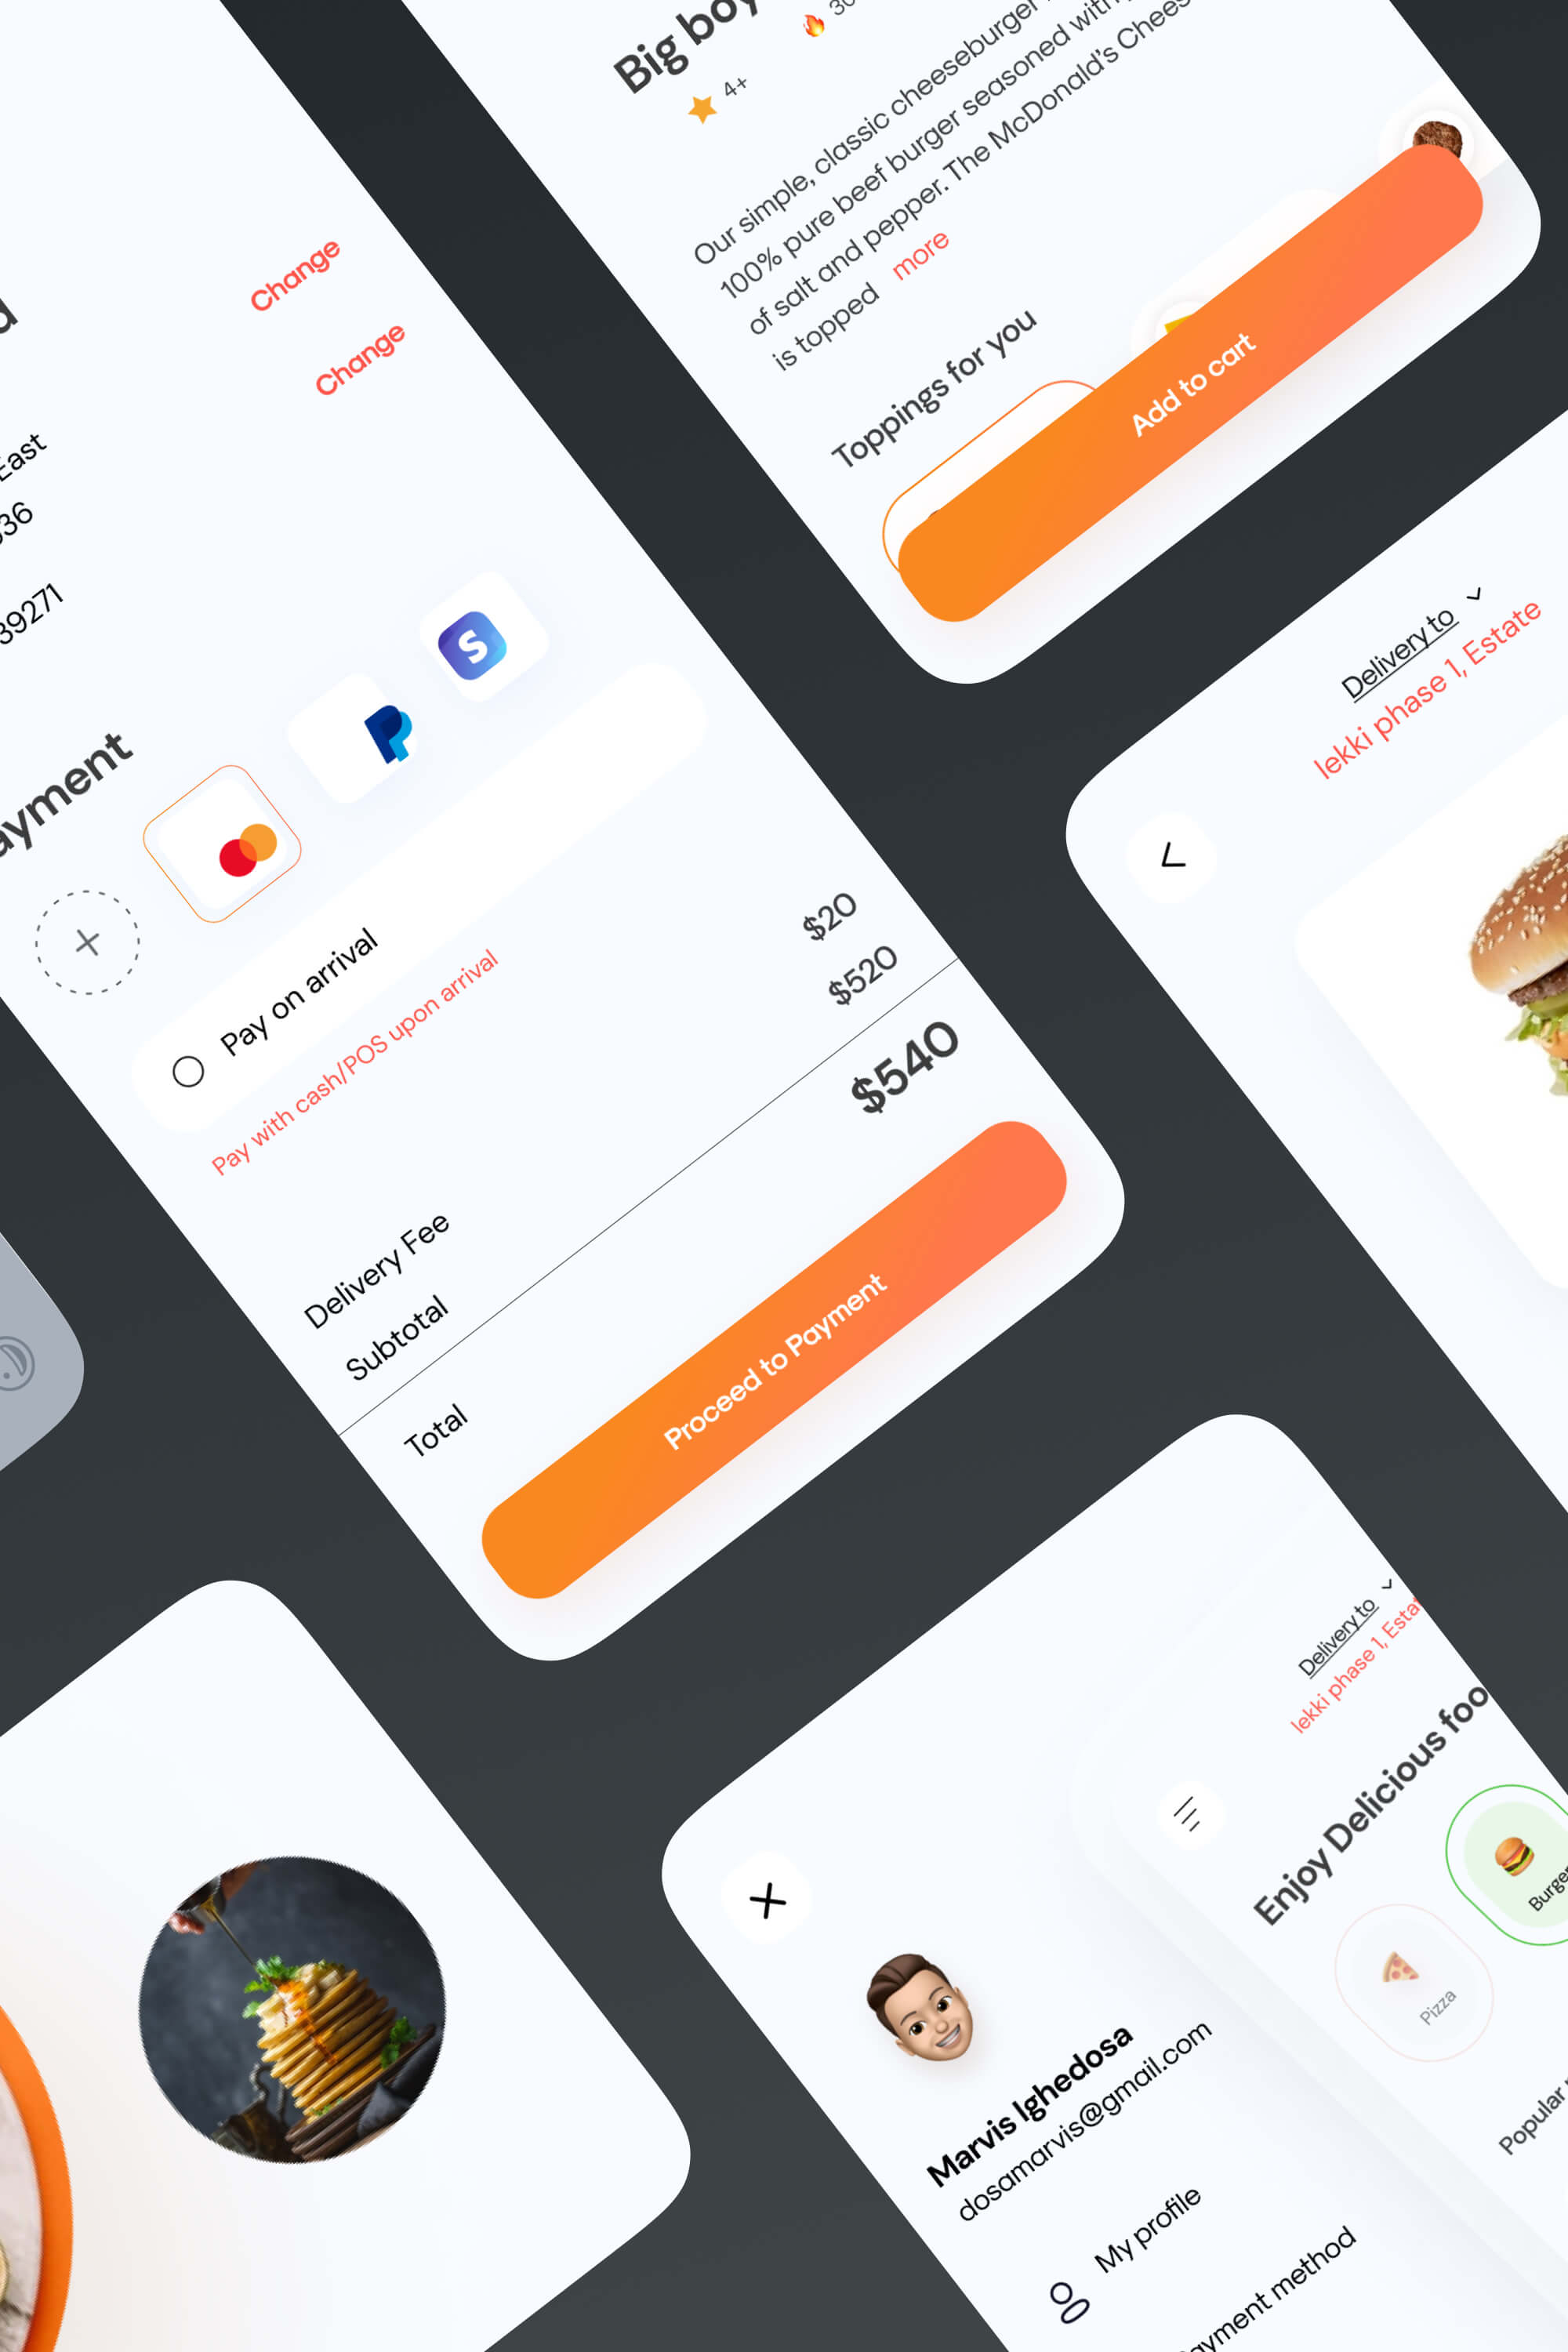 Big boy
4+
Our simple, classic cheeseburger
100% pure beef burger seasoned with
of salt and pepper. The McDonald's Chees
is topped more
Toppings for you
Add to cart
Change
Change
East
36
39271
ayment
S
Pay on arrival
Pay with cash/POS upon arrival
Delivery Fee $20
Subtotal $520
Total $540
Proceed to Payment
Delivery to
lekki phase 1, Estate
Marvis Ighedosa
dosamarvis@gmail.com
My profile
ayment method
Delivery to
lekki phase 1, Esta
Enjoy Delicious foo
Burge
Pizza
Popular